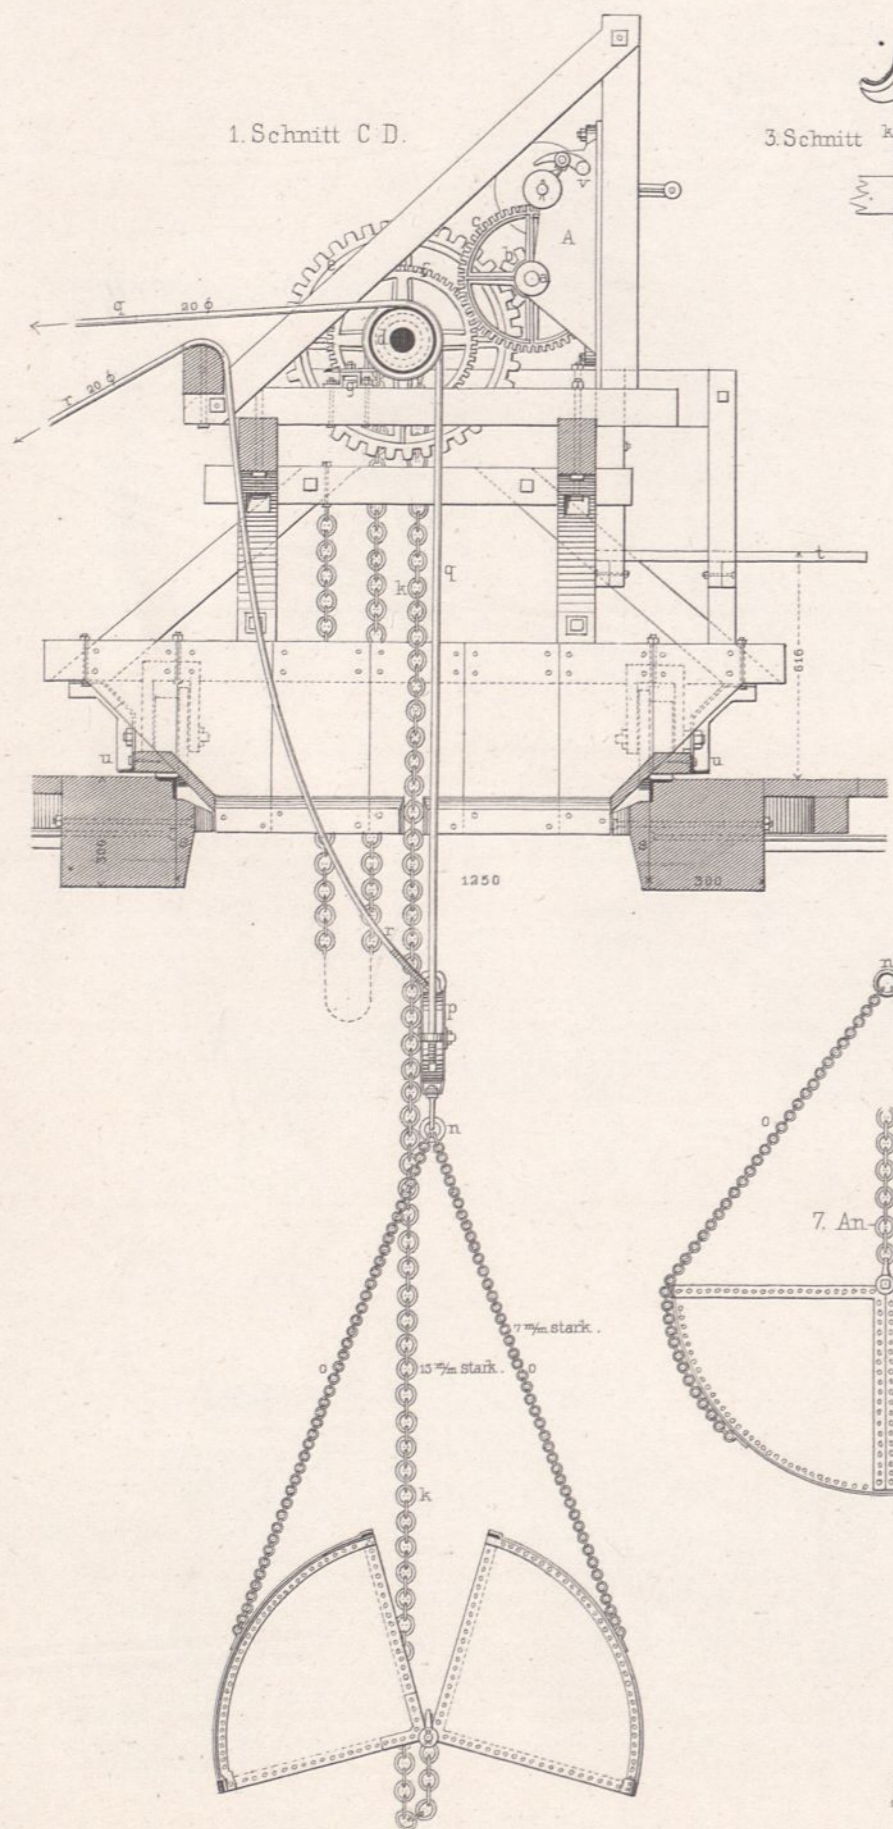 1. Schnitt C D.
3. Schnitt k
v
A
c
b
a
e
f
d
g
q 20 ϕ
r 20 ϕ
k
q
t
616
u
u
300
1250
300
r
p
n
n
o
7. An-
7 m/m stark.
o
13 m/m stark.
o
k